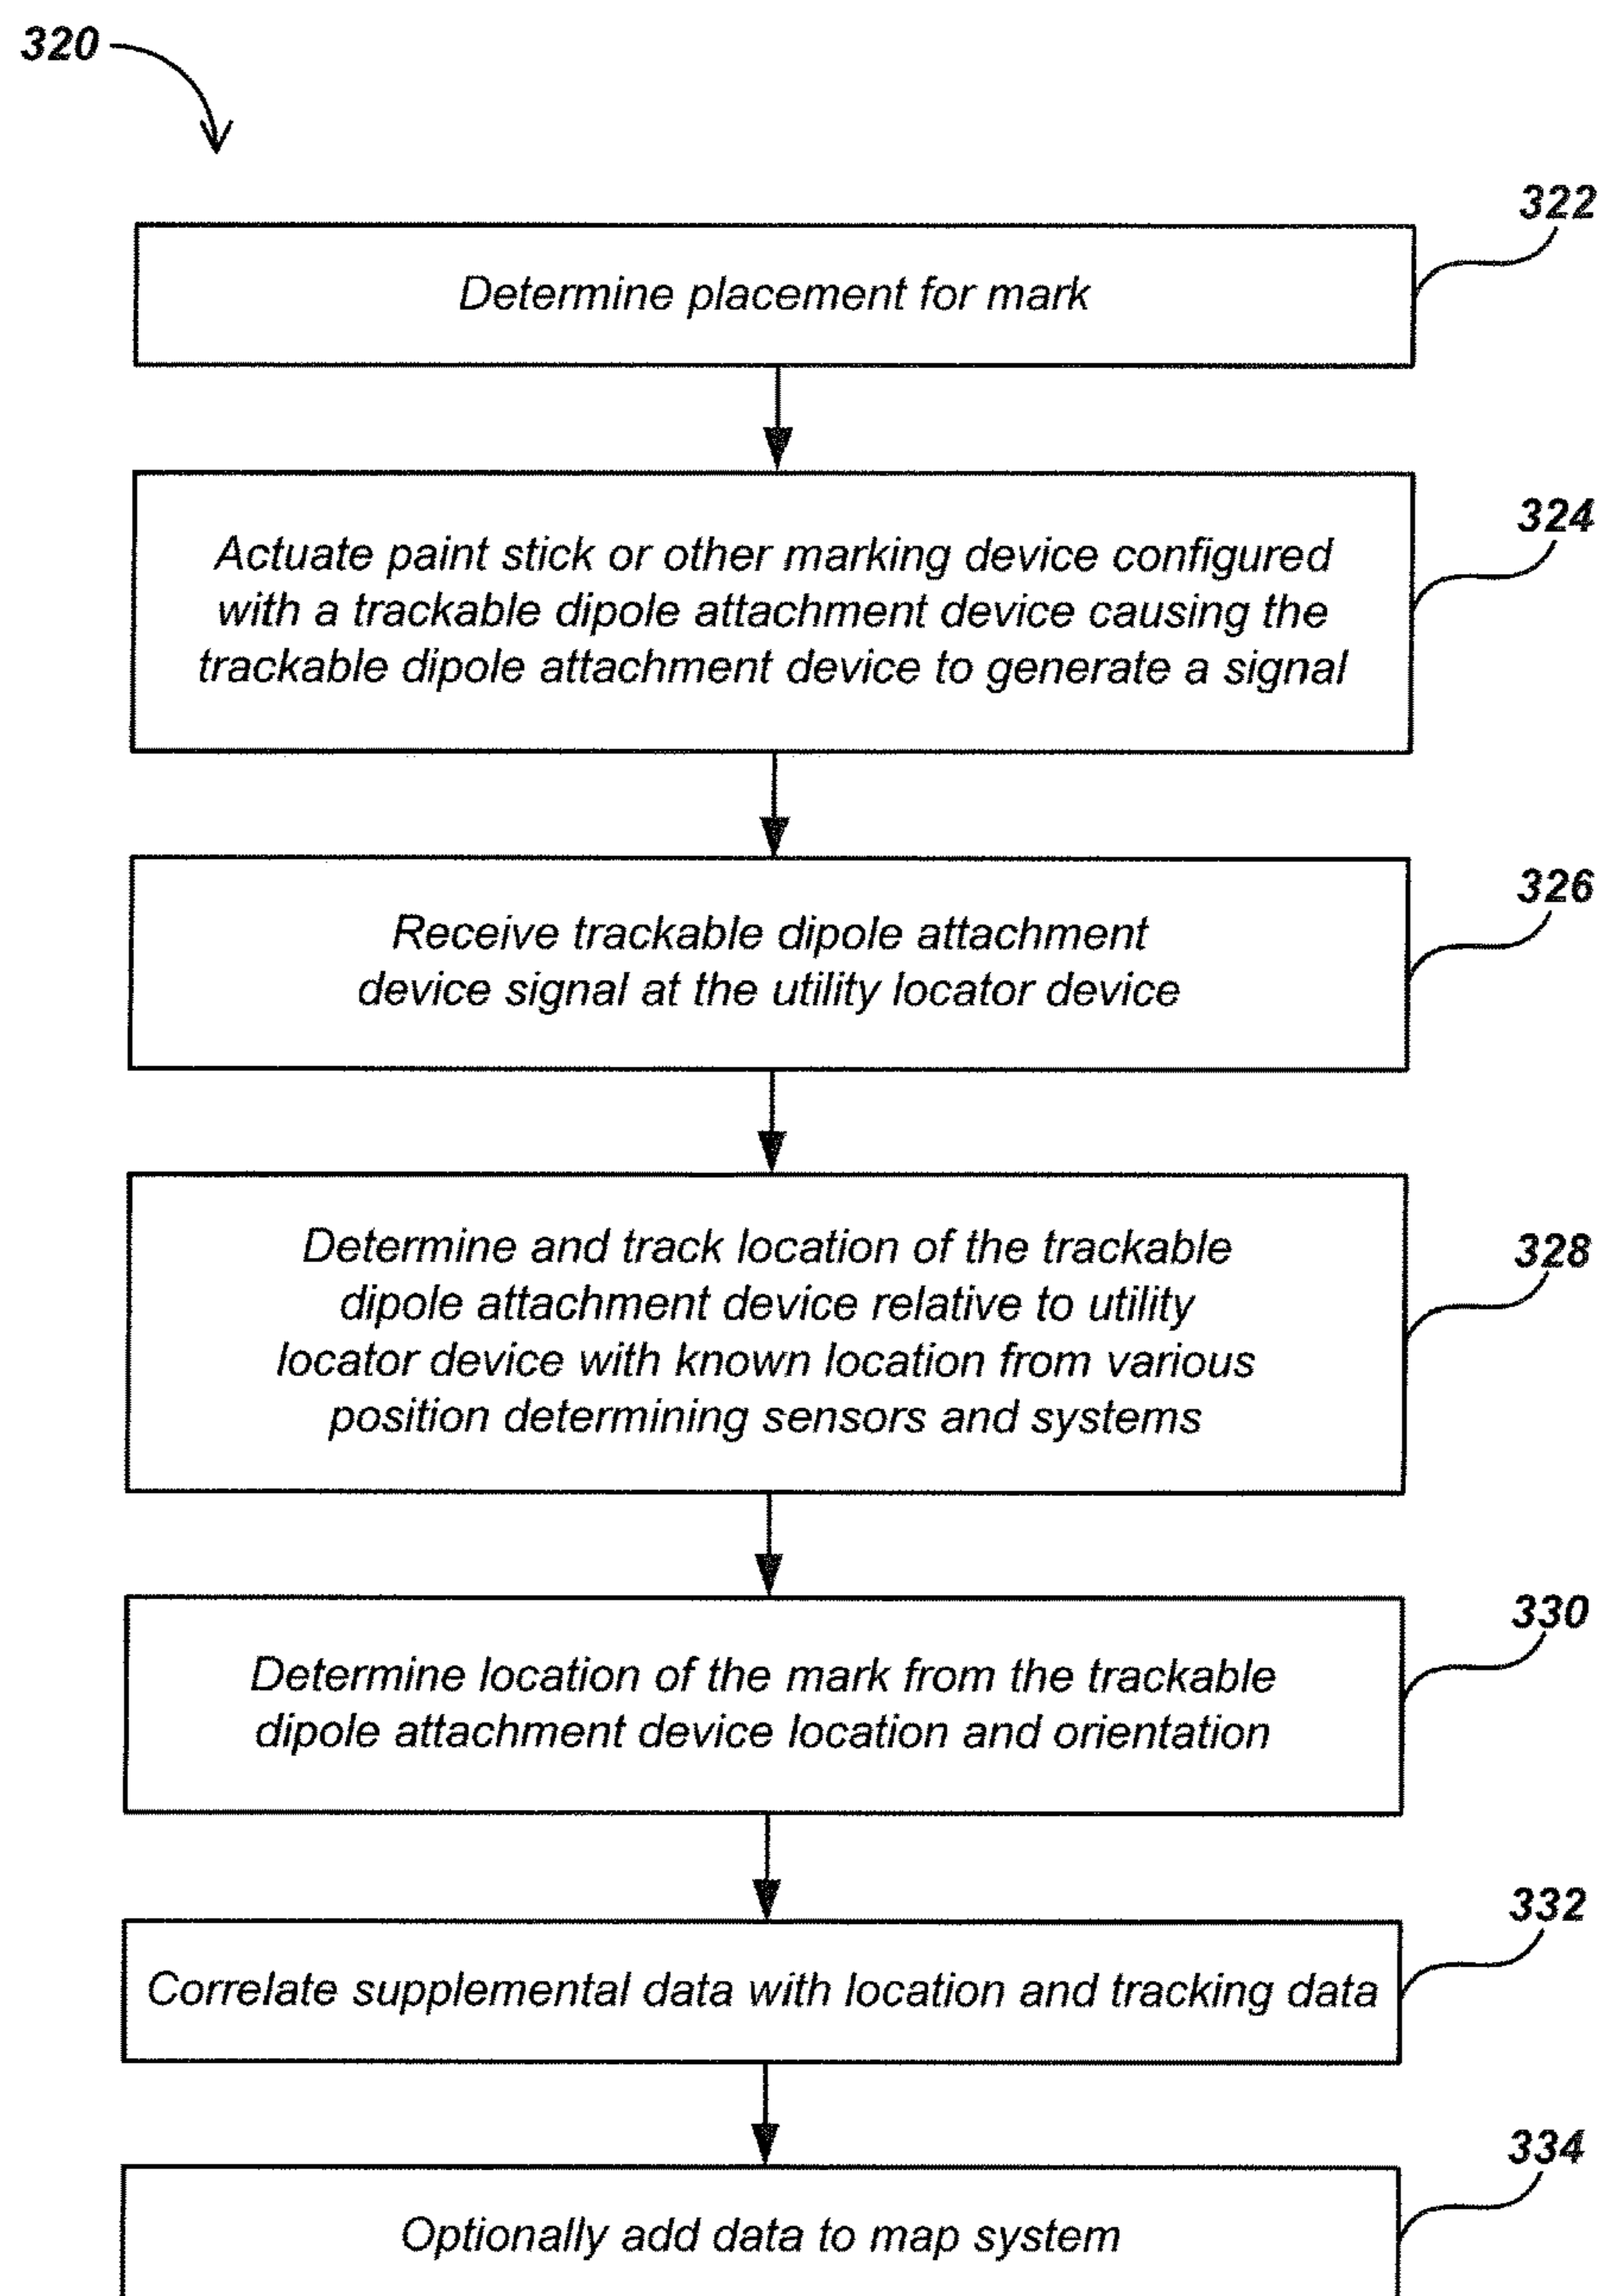 320
322
Determine placement for mark
324
Actuate paint stick or other marking device configured
with a trackable dipole attachment device causing the
trackable dipole attachment device to generate a signal
326
Receive trackable dipole attachment
device signal at the utility locator device
328
Determine and track location of the trackable
dipole attachment device relative to utility
locator device with known location from various
position determining sensors and systems
330
Determine location of the mark from the trackable
dipole attachment device location and orientation
332
Correlate supplemental data with location and tracking data
334
Optionally add data to map system